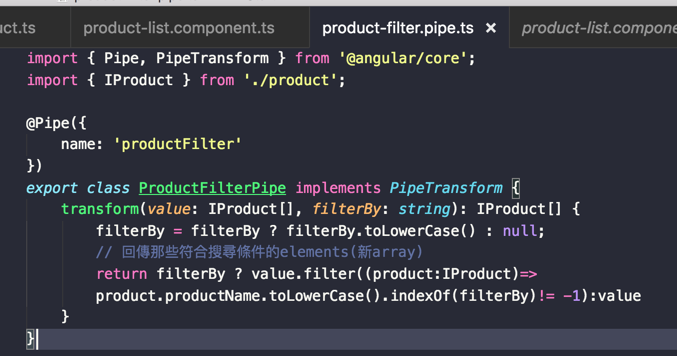 uct.ts product-list.component.ts product-filter.pipe.ts × product-list.compone
import { Pipe, PipeTransform } from '@angular/core';
import { IProduct } from './product';
@Pipe({
    name: 'productFilter'
})
export class ProductFilterPipe implements PipeTransform {
    transform(value: IProduct[], filterBy: string): IProduct[] {
        filterBy = filterBy ? filterBy.toLowerCase() : null;
        // 回傳那些符合搜尋條件的elements(新array)
        return filterBy ? value.filter((product:IProduct)=>
        product.productName.toLowerCase().indexOf(filterBy)!= -1):value
    }
}